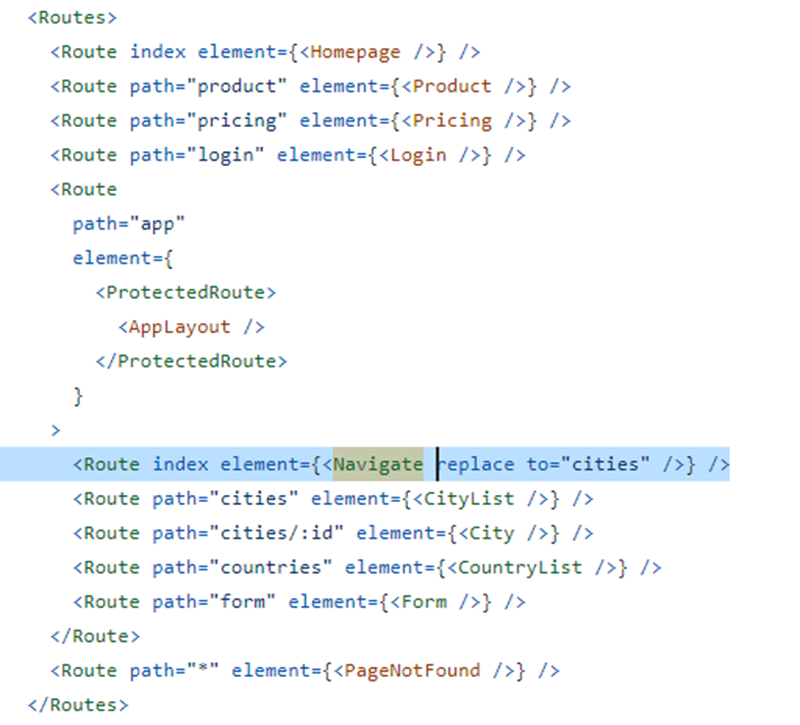 <Routes>
<Route index element={<Homepage />} />
<Route path="product" element={<Product />} />
<Route path="pricing" element={<Pricing />} />
<Route path="login" element={<Login />} />
<Route
path="app"
element={
<ProtectedRoute>
<AppLayout />
</ProtectedRoute>
}
>
<Route index element={<Navigate replace to="cities" />} />
<Route path="cities" element={<CityList />} />
<Route path="cities/:id" element={<City />} />
<Route path="countries" element={<CountryList />} />
<Route path="form" element={<Form />} />
</Route>
<Route path="*" element={<PageNotFound />} />
</Routes>